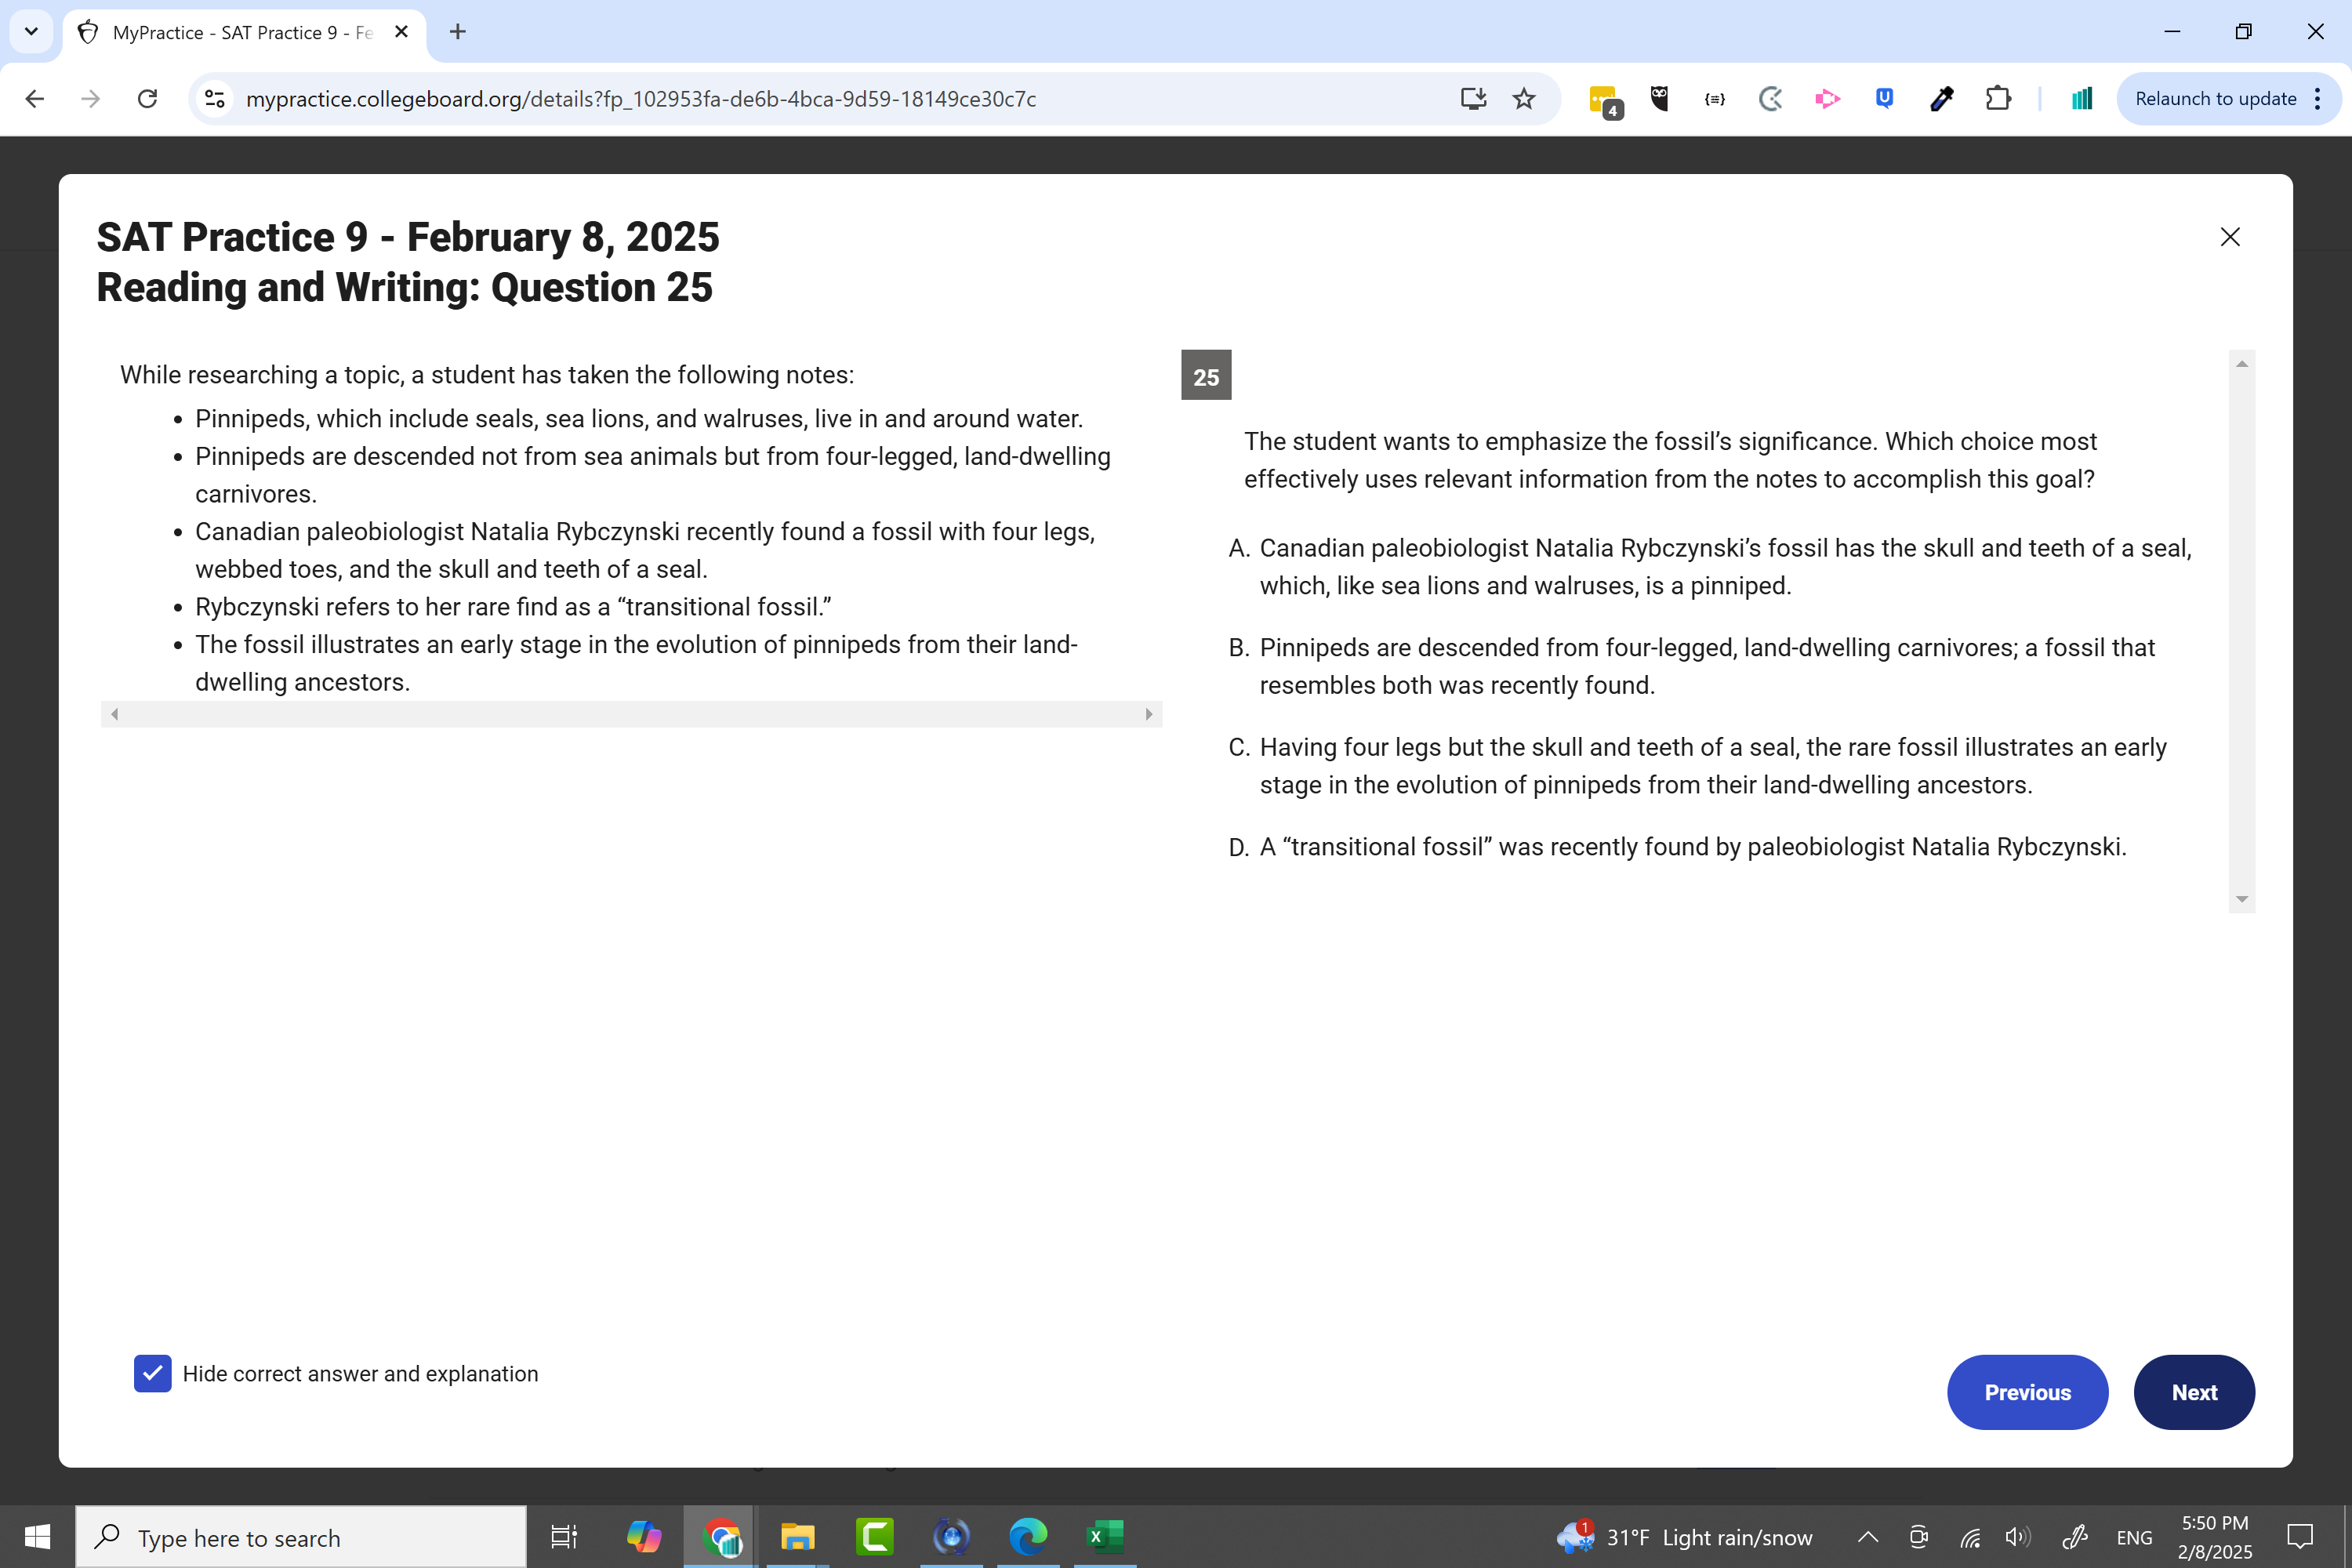 MyPractice - SAT Practice 9 - Fe
mypractice.collegeboard.org/details?fp_102953fa-de6b-4bca-9d59-18149ce30c7c
4
Relaunch to update
SAT Practice 9 - February 8, 2025
Reading and Writing: Question 25
While researching a topic, a student has taken the following notes:
• Pinnipeds, which include seals, sea lions, and walruses, live in and around water.
• Pinnipeds are descended not from sea animals but from four-legged, land-dwelling
carnivores.
• Canadian paleobiologist Natalia Rybczynski recently found a fossil with four legs,
webbed toes, and the skull and teeth of a seal.
• Rybczynski refers to her rare find as a “transitional fossil.”
• The fossil illustrates an early stage in the evolution of pinnipeds from their land-
dwelling ancestors.
25
The student wants to emphasize the fossil’s significance. Which choice most
effectively uses relevant information from the notes to accomplish this goal?
A. Canadian paleobiologist Natalia Rybczynski’s fossil has the skull and teeth of a seal,
which, like sea lions and walruses, is a pinniped.
B. Pinnipeds are descended from four-legged, land-dwelling carnivores; a fossil that
resembles both was recently found.
C. Having four legs but the skull and teeth of a seal, the rare fossil illustrates an early
stage in the evolution of pinnipeds from their land-dwelling ancestors.
D. A “transitional fossil” was recently found by paleobiologist Natalia Rybczynski.
Hide correct answer and explanation
Previous
Next
Type here to search
1
31°F Light rain/snow
ENG
5:50 PM
2/8/2025